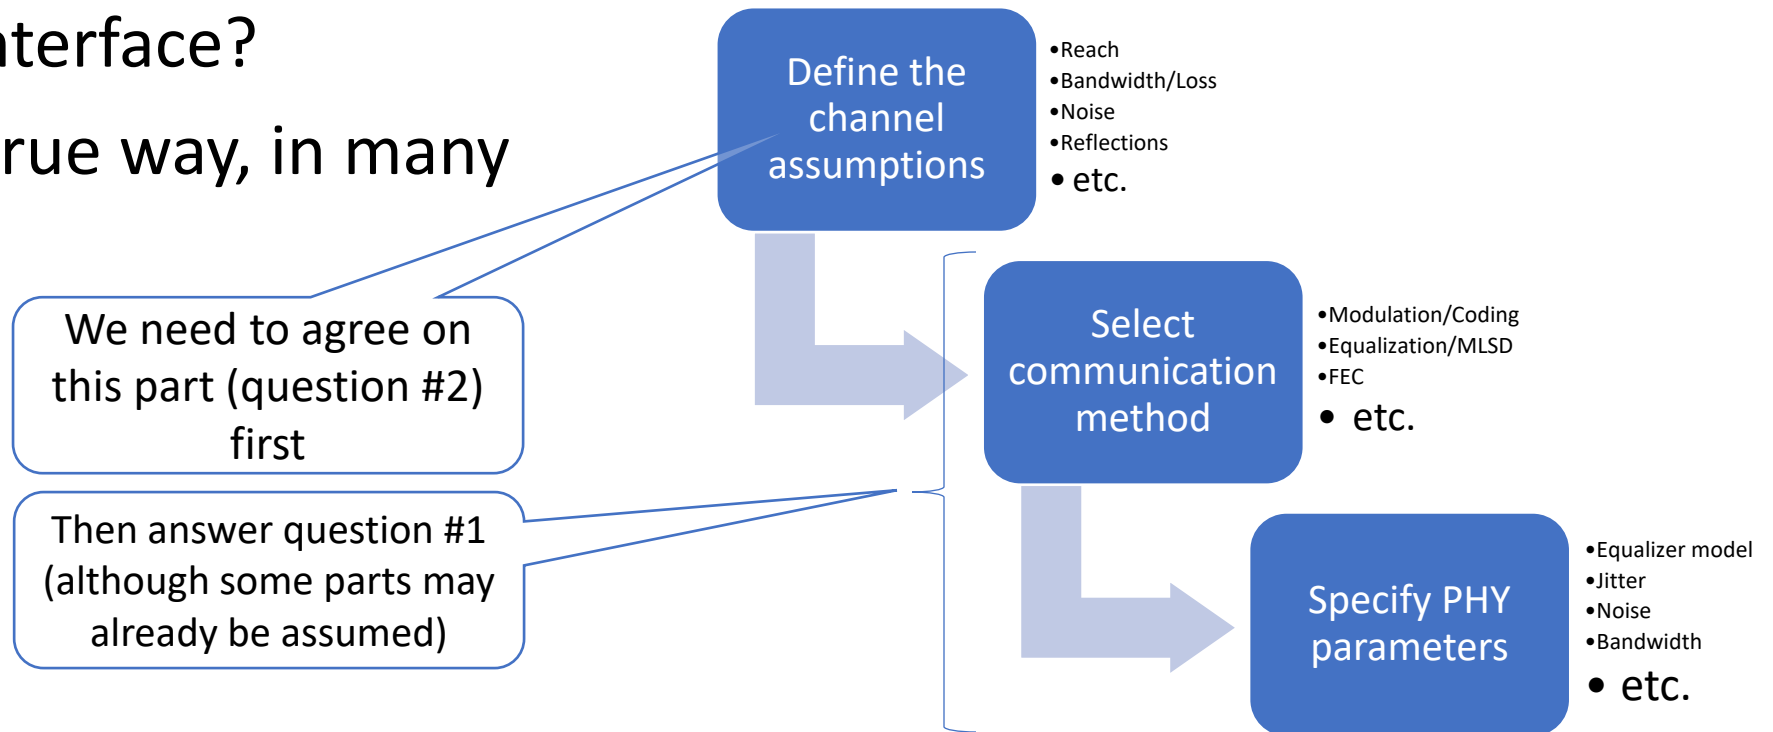 nterface?
rue way, in many
Define the
channel
assumptions
•Reach
•Bandwidth/Loss
•Noise
•Reflections
• etc.
We need to agree on
this part (question #2)
first
Select
communication
method
•Modulation/Coding
•Equalization/MLSD
•FEC
• etc.
Then answer question #1
(although some parts may
already be assumed)
Specify PHY
parameters
•Equalizer model
•Jitter
•Noise
•Bandwidth
• etc.